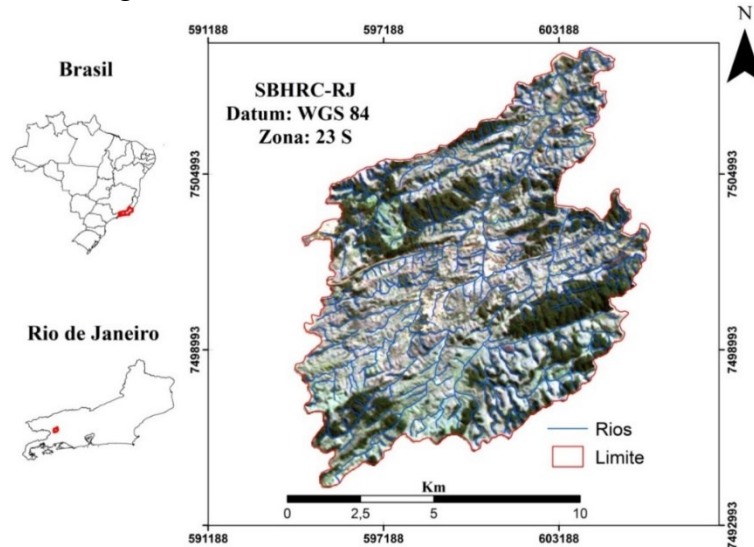 N
591188 597188 603188
Brasil
SBHRC-RJ
Datum: WGS 84
Zona: 23 S
7504993 7504993
Rio de Janeiro
7498993 7498993
Rios
Limite
Km
0 2,5 5 10
7492993
591188 597188 603188